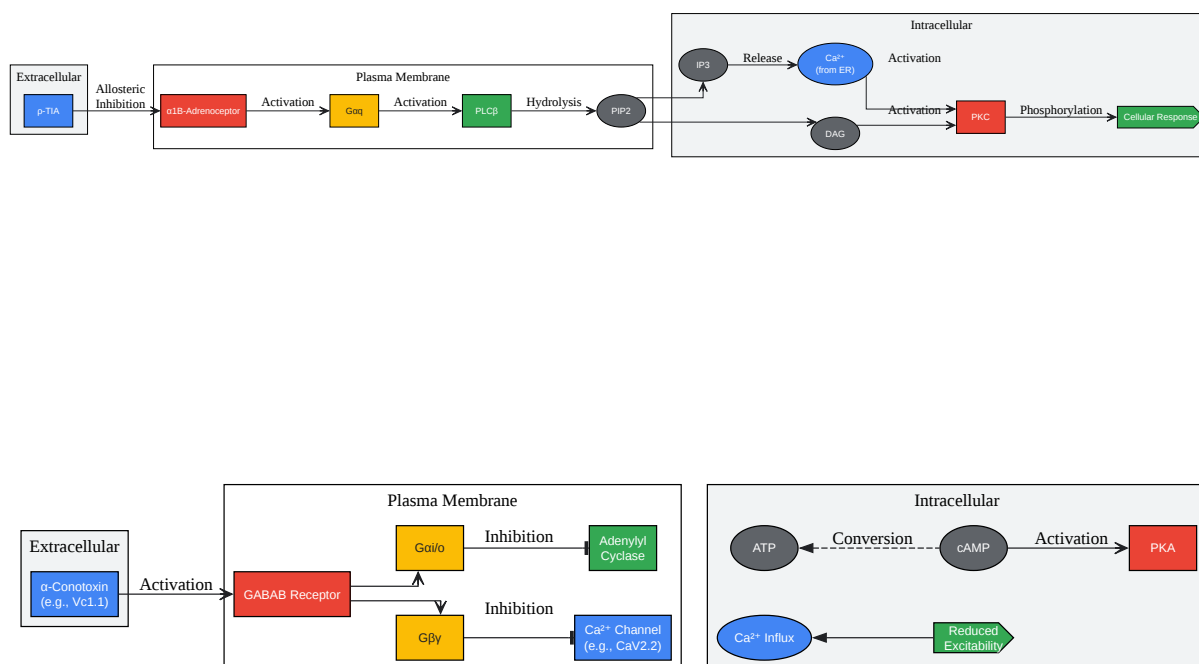 Extracellular
ρ-TIA
Allosteric
Inhibition
Plasma Membrane
α1B-Adrenoceptor
Activation
Gαq
Activation
PLCβ
Hydrolysis
PIP2
Intracellular
IP3
Release
Ca²⁺
(from ER)
Activation
DAG
Activation
PKC
Phosphorylation
Cellular Response
Extracellular
α-Conotoxin
(e.g., Vc1.1)
Activation
Plasma Membrane
GABAB Receptor
Gαi/o
Inhibition
Adenylyl
Cyclase
Gβγ
Inhibition
Ca²⁺ Channel
(e.g., CaV2.2)
Intracellular
ATP
Conversion
cAMP
Activation
PKA
Ca²⁺ Influx
Reduced
Excitability